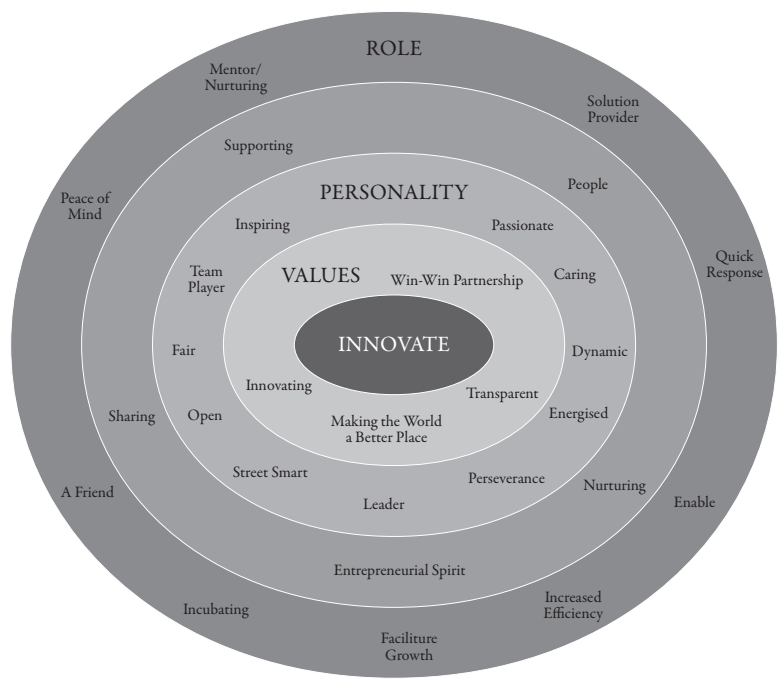 ROLE
Mentor/
Nurturing
Solution
Provider
Supporting
People
Peace of
Mind
PERSONALITY
Inspiring
Passionate
Quick
Response
Team
Player
VALUES
Win-Win Partnership
Caring
INNOVATE
Fair
Dynamic
Innovating
Transparent
Sharing
Open
Making the World
a Better Place
Energised
Street Smart
Perseverance
Nurturing
A Friend
Leader
Enable
Entrepreneurial Spirit
Incubating
Increased
Efficiency
Faciliture
Growth